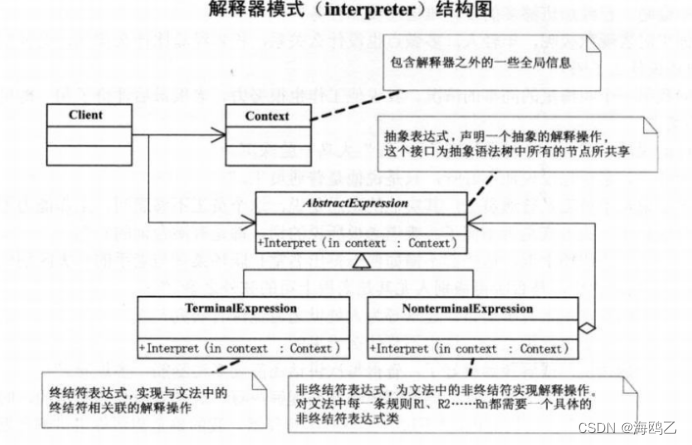 解释器模式（interpreter）结构图
包含解释器之外的一些全局信息
Client
Context
抽象表达式，声明一个抽象的解释操作，
这个接口为抽象语法树中所有的节点所共享
AbstractExpression
+Interpret(in context : Context)
TerminalExpression
NonterminalExpression
+Interpret(in context : Context)
+Interpret(in context : Context)
终结符表达式，实现与文法中的
终结符相关联的解释操作
非终结符表达式，为文法中的非终结符实现解释操作。
对文法中每一条规则R1、R2……Rn都需要一个具体的
非终结符表达式类
CSDN @海鸥乙